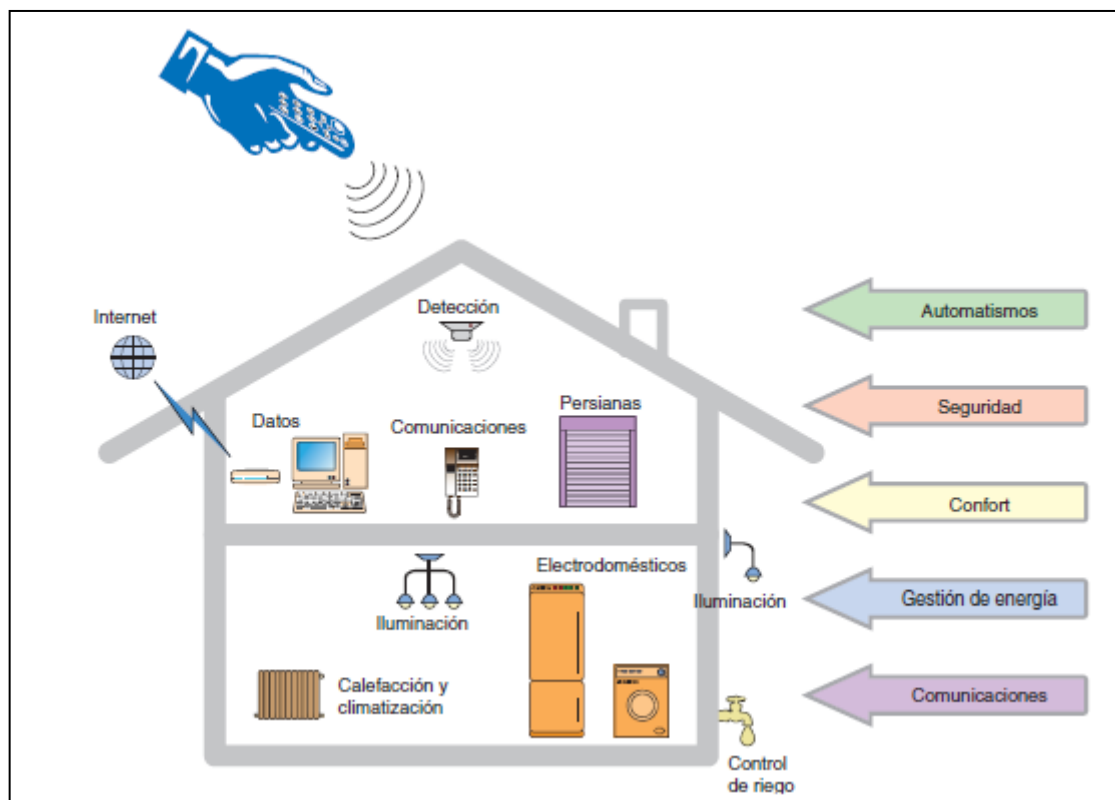 Detección
Automatismos
Internet
Persianas
Seguridad
Datos
Comunicaciones
Confort
Electrodomésticos
Iluminación
Gestión de energía
Iluminación
Calefacción y
climatización
Comunicaciones
Control
de riego